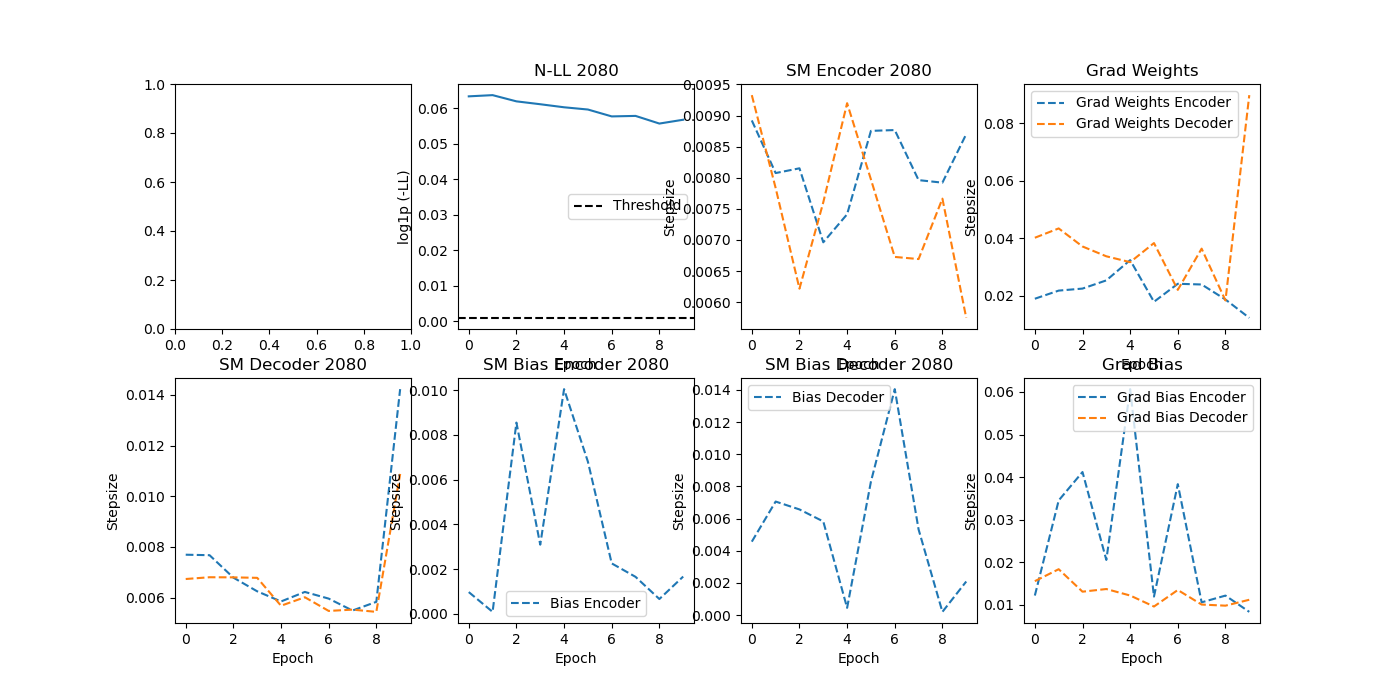 N-LL 2080
SM Encoder 2080
Grad Weights
1.0
0.8
0.6
0.4
0.2
0.0
0.0 0.2 0.4 0.6 0.8 1.0
log1p (-LL)
0.06
0.05
0.04
0.03
0.02
0.01
0.00
Threshold
0 2 4 6 8
Epoch
Stepsize
0.0095
0.0090
0.0085
0.0080
0.0075
0.0070
0.0065
0.0060
0 2 4 6 8
Epoch
Stepsize
0.08
0.06
0.04
0.02
Grad Weights Encoder
Grad Weights Decoder
0 2 4 6 8
Epoch
SM Decoder 2080
Stepsize
0.014
0.012
0.010
0.008
0.006
0 2 4 6 8
Epoch
SM Bias Encoder 2080
Stepsize
0.010
0.008
0.006
0.004
0.002
0.000
Bias Encoder
0 2 4 6 8
Epoch
SM Bias Decoder 2080
Stepsize
0.014
0.012
0.010
0.008
0.006
0.004
0.002
0.000
Bias Decoder
0 2 4 6 8
Epoch
Grad Bias
Stepsize
0.06
0.05
0.04
0.03
0.02
0.01
Grad Bias Encoder
Grad Bias Decoder
0 2 4 6 8
Epoch